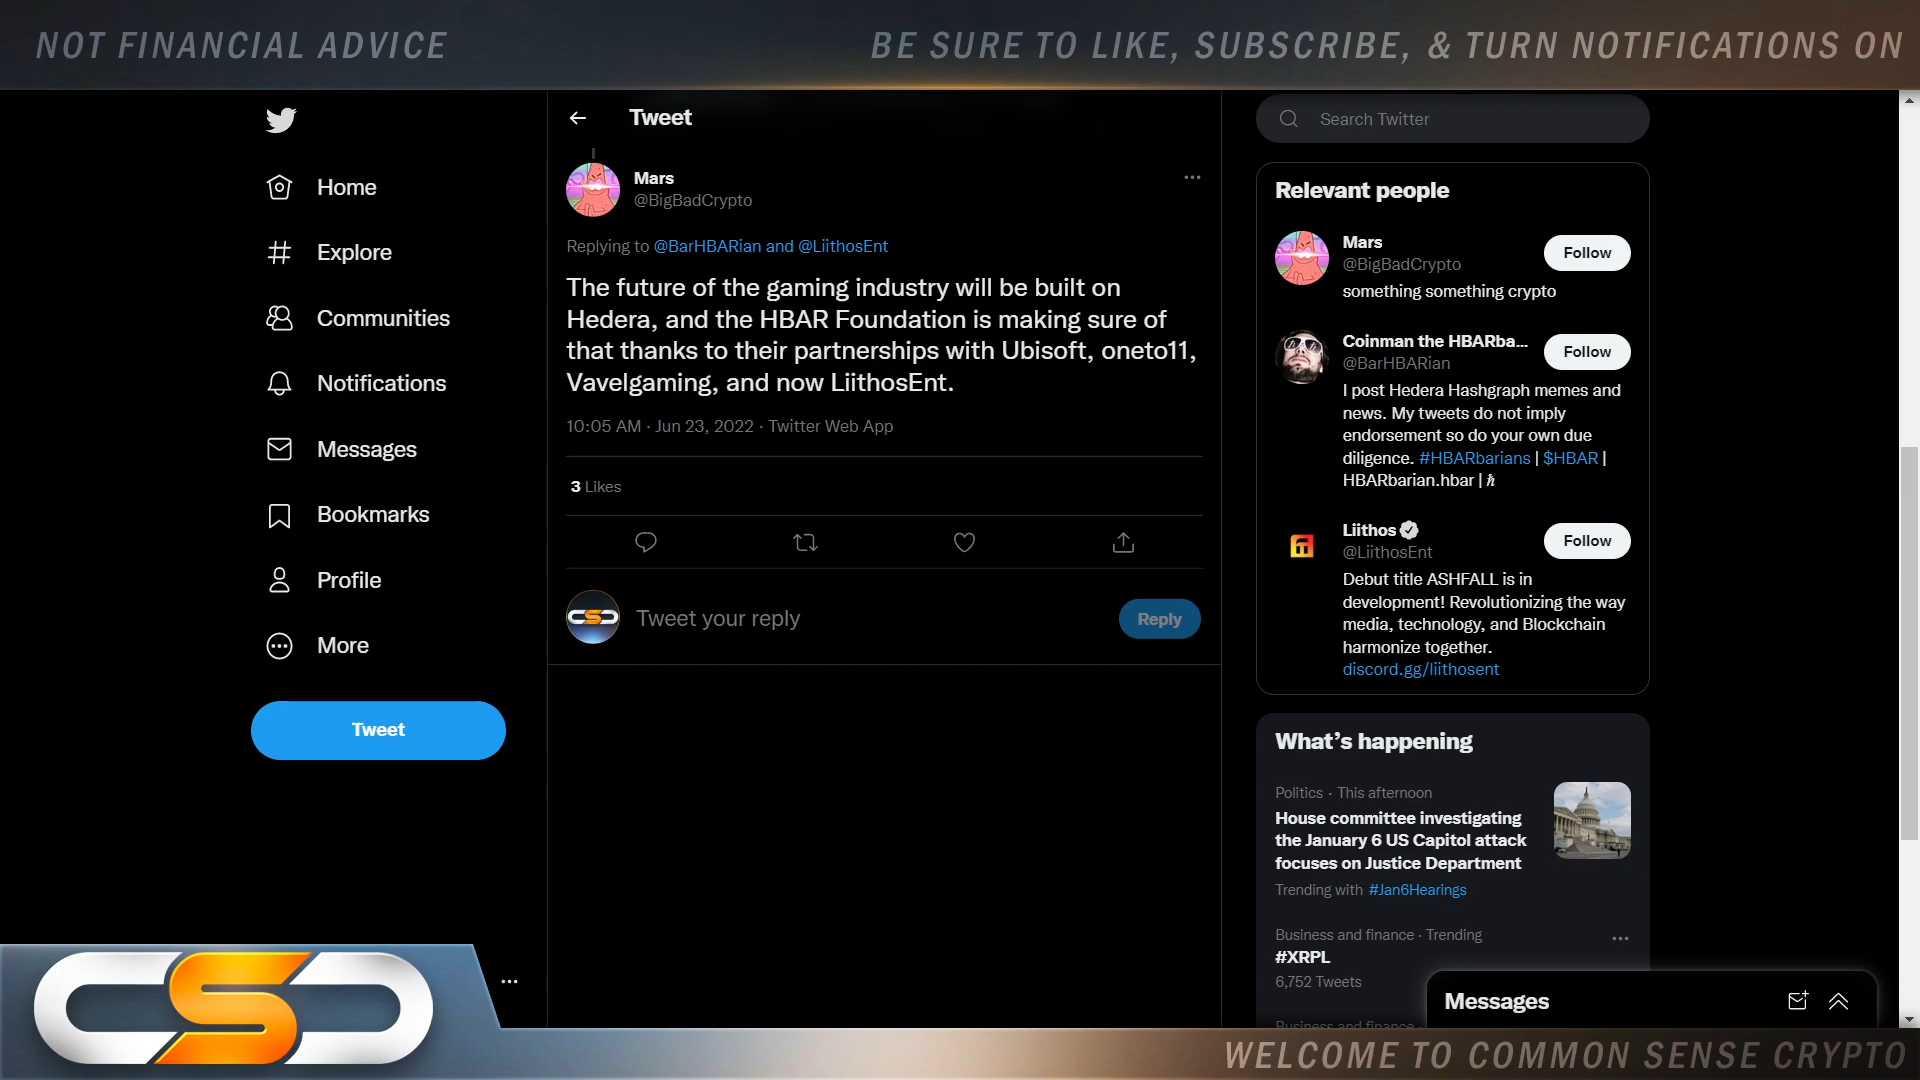 NOT FINANCIAL ADVICE
BE SURE TO LIKE, SUBSCRIBE, & TURN NOTIFICATIONS ON
Home
Explore
Communities
Notifications
Messages
Bookmarks
Profile
More
Tweet
Tweet
Mars
@BigBadCrypto
Replying to @BarHBARian and @LiithosEnt
The future of the gaming industry will be built on
Hedera, and the HBAR Foundation is making sure of
that thanks to their partnerships with Ubisoft, oneto11,
Vavelgaming, and now LiithosEnt.
10:05 AM · Jun 23, 2022 · Twitter Web App
3 Likes
Tweet your reply
Reply
Search Twitter
Relevant people
Mars
@BigBadCrypto
Follow
something something crypto
Coinman the HBARba...
@BarHBARian
Follow
I post Hedera Hashgraph memes and
news. My tweets do not imply
endorsement so do your own due
diligence. #HBARbarians | $HBAR |
HBARbarian.hbar | ℏ
Liithos
@LiithosEnt
Follow
Debut title ASHFALL is in
development! Revolutionizing the way
media, technology, and Blockchain
harmonize together.
discord.gg/liithosent
What's happening
Politics · This afternoon
House committee investigating
the January 6 US Capitol attack
focuses on Justice Department
Trending with #Jan6Hearings
Business and finance · Trending
#XRPL
6,752 Tweets
Business and finance ·
Messages
CSC
WELCOME TO COMMON SENSE CRYPTO